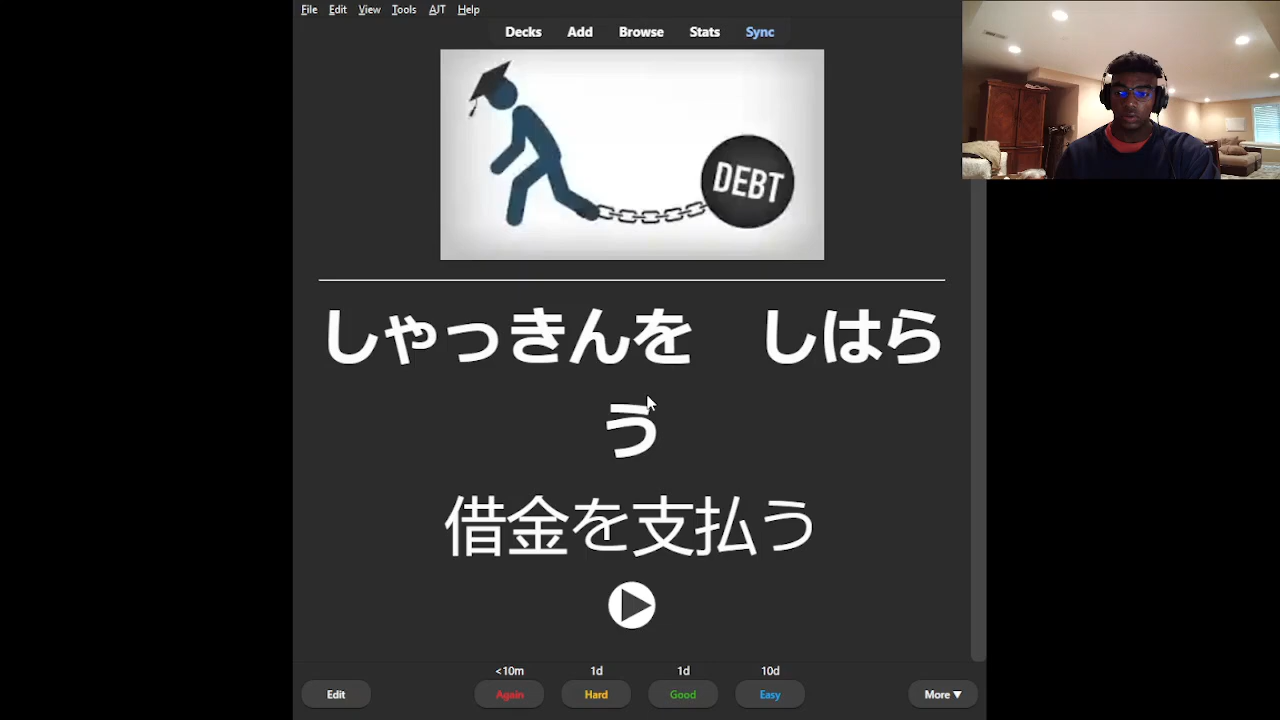 File Edit View Tools AJT Help
Decks Add Browse Stats Sync
DEBT
しゃっきんを　しはら
う
借金を支払う
<10m 1d 1d 10d
Edit Again Hard Good Easy More ▼